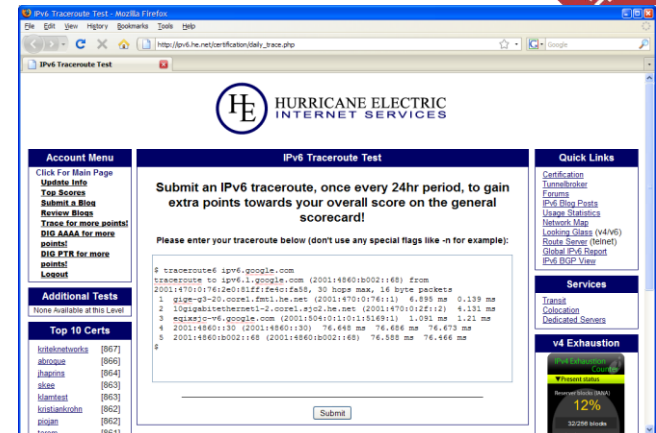 IPv6 Traceroute Test - Mozilla Firefox
File Edit View History Bookmarks Tools Help
http://ipv6.he.net/certification/daily_trace.php
Google
IPv6 Traceroute Test
HE HURRICANE ELECTRIC
INTERNET SERVICES
Account Menu
Click For Main Page
Update Info
Top Scores
Submit a Blog
Review Blogs
Trace for more points!
DIG AAAA for more
points!
DIG PTR for more
points!
Logout
Additional Tests
None Available at this Level
Top 10 Certs
kriteknetworks [867]
abroque [866]
jhaprins [864]
skee [863]
klamtest [863]
kristiankrohn [862]
piojan [862]
[861]
IPv6 Traceroute Test
Submit an IPv6 traceroute, once every 24hr period, to gain
extra points towards your overall score on the general
scorecard!
Please enter your traceroute below (don't use any special flags like -n for example):
$ traceroute6 ipv6.google.com
traceroute to ipv6.l.google.com (2001:4860:b002::68) from
2001:470:0:76:2e0:81ff:fe4c:fa58, 30 hops max, 16 byte packets
1 gige-g3-20.core1.fmt1.he.net (2001:470:0:76::1) 6.895 ms 0.139 ms
2 10gigabitethernet1-2.core1.sjc2.he.net (2001:470:0:2f::2) 4.131 ms
3 eqixsjc-v6.google.com (2001:504:0:1:0:1:5169:1) 1.091 ms 1.21 ms
4 2001:4860::30 (2001:4860::30) 76.648 ms 76.686 ms 76.673 ms
5 2001:4860:b002::68 (2001:4860:b002::68) 76.588 ms 76.466 ms
$
Submit
Quick Links
Certification
Tunnelbroker
Forums
IPv6 Blog Posts
Usage Statistics
Network Map
Looking Glass (v4/v6)
Route Server (telnet)
Global IPv6 Report
IPv6 BGP View
Services
Transit
Colocation
Dedicated Servers
v4 Exhaustion
IPv4 Exhaustion
Counter
Present status
Reserver blocks (IANA)
12%
32/256 blocks